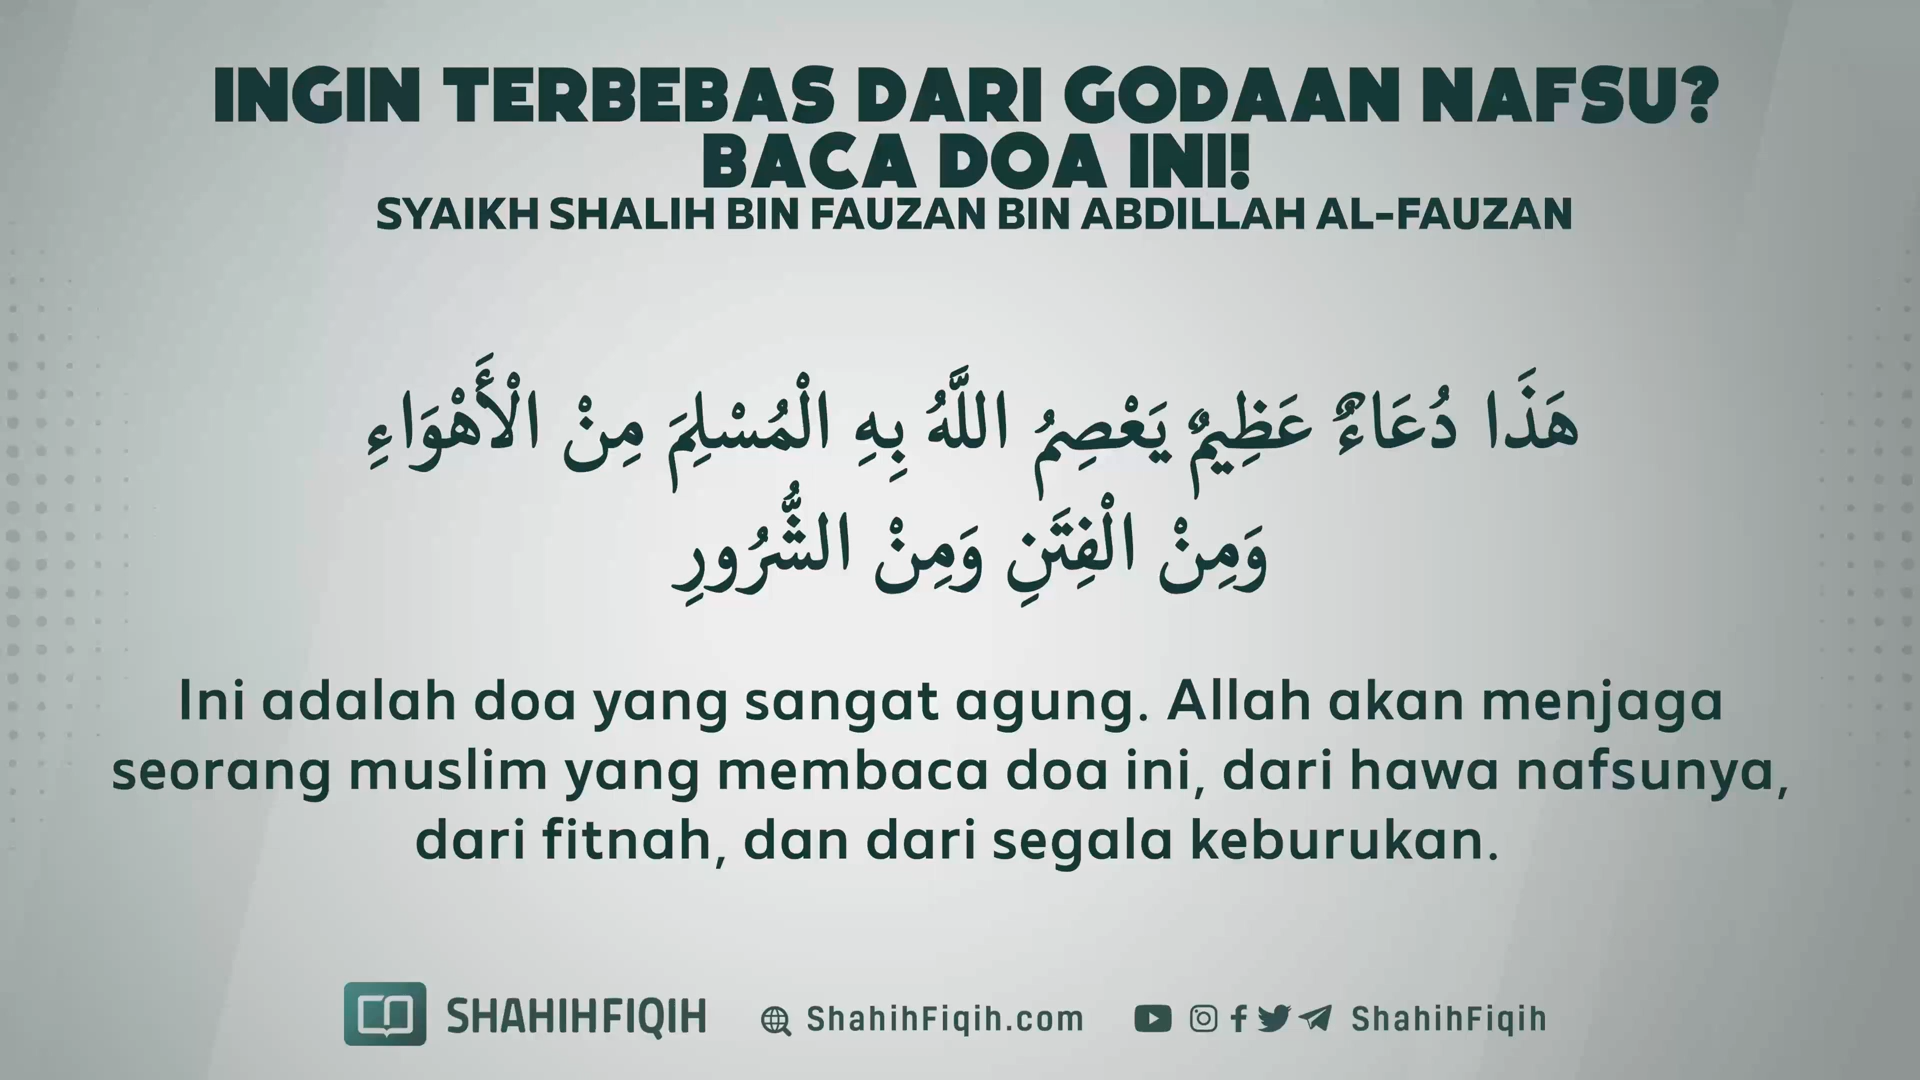 INGIN TERBEBAS DARI GODAAN NAFSU?
BACA DOA INI!
SYAIKH SHALIH BIN FAUZAN BIN ABDILLAH AL-FAUZAN
هَذَا دُعَاءٌ عَظِيمٌ يَعْصِمُ اللَّهُ بِهِ الْمُسْلِمَ مِنْ الْأَهْوَاءِ
وَمِنْ الْفِتَنِ وَمِنْ الشُّرُورِ
Ini adalah doa yang sangat agung. Allah akan menjaga
seorang muslim yang membaca doa ini, dari hawa nafsunya,
dari fitnah, dan dari segala keburukan.
SHAHIHFIQIH ShahihFiqih.com ShahihFiqih